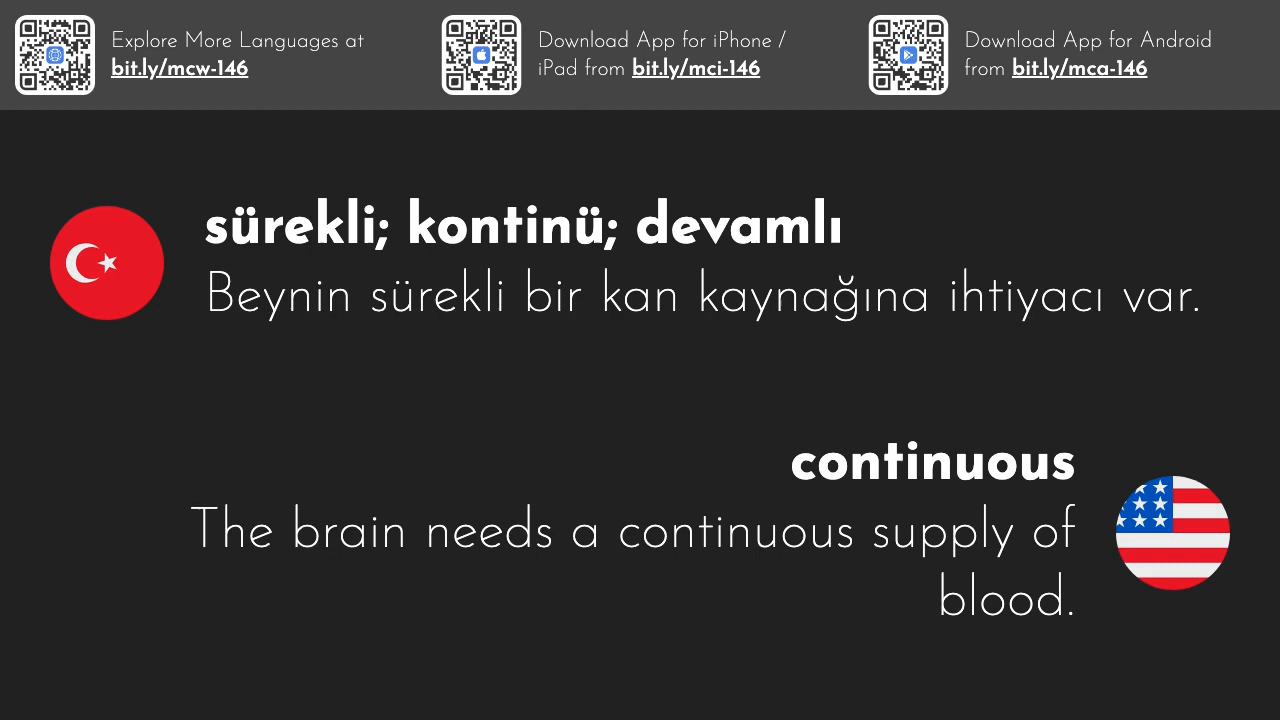 Explore More Languages at
bit.ly/mcw-146
Download App for iPhone /
iPad from bit.ly/mci-146
Download App for Android
from bit.ly/mca-146
sürekli; kontinü; devamlı
Beynin sürekli bir kan kaynağına ihtiyacı var.
continuous
The brain needs a continuous supply of
blood.